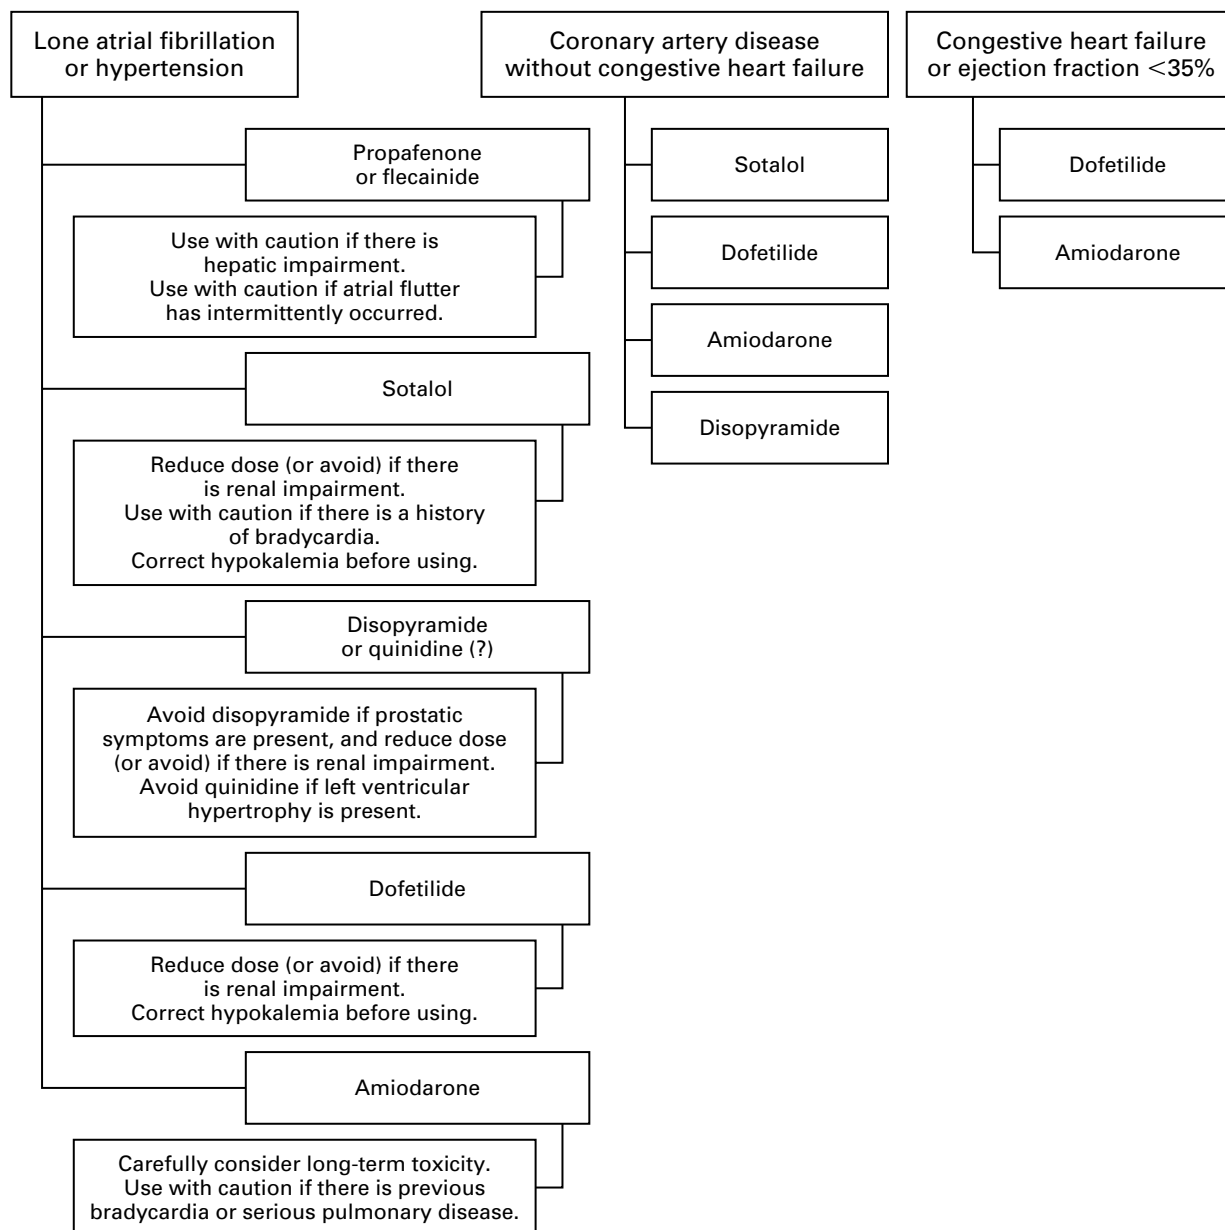 Lone atrial fibrillation
or hypertension
Propafenone
or flecainide
Use with caution if there is
hepatic impairment.
Use with caution if atrial flutter
has intermittently occurred.
Sotalol
Reduce dose (or avoid) if there
is renal impairment.
Use with caution if there is a history
of bradycardia.
Correct hypokalemia before using.
Disopyramide
or quinidine (?)
Avoid disopyramide if prostatic
symptoms are present, and reduce dose
(or avoid) if there is renal impairment.
Avoid quinidine if left ventricular
hypertrophy is present.
Dofetilide
Reduce dose (or avoid) if there
is renal impairment.
Correct hypokalemia before using.
Amiodarone
Carefully consider long-term toxicity.
Use with caution if there is previous
bradycardia or serious pulmonary disease.
Coronary artery disease
without congestive heart failure
Sotalol
Dofetilide
Amiodarone
Disopyramide
Congestive heart failure
or ejection fraction <35%
Dofetilide
Amiodarone